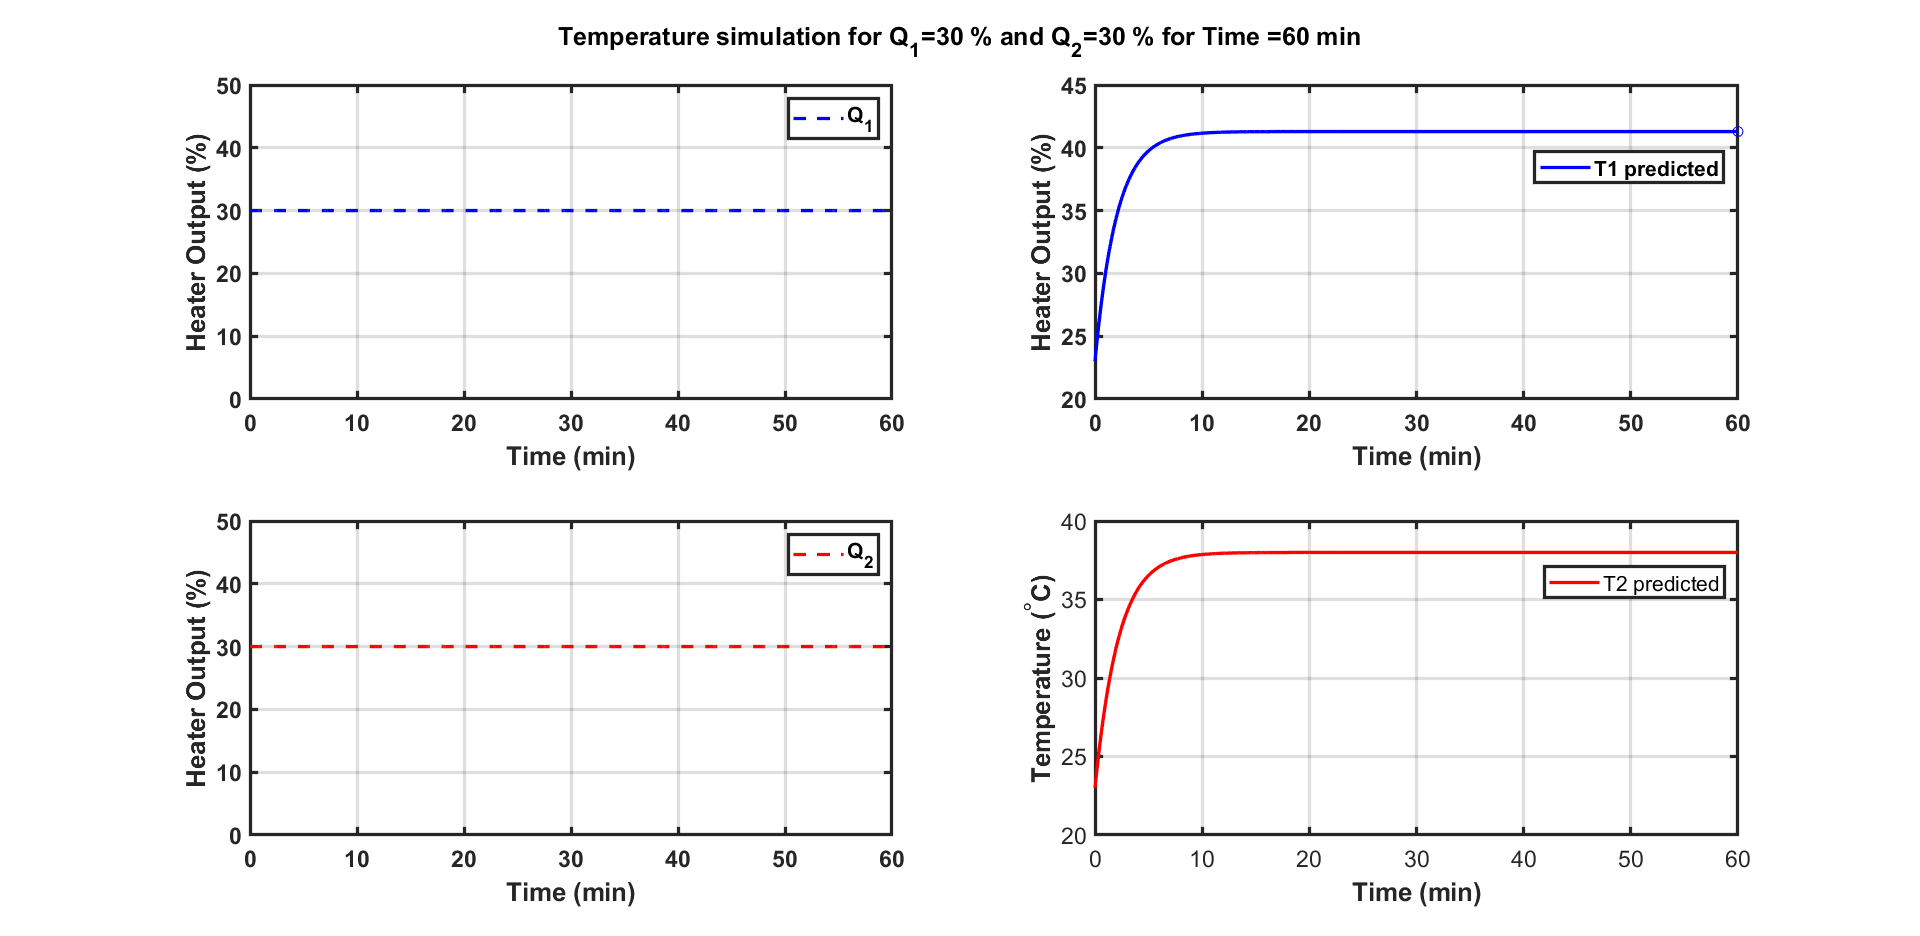 Temperature simulation for Q1=30 % and Q2=30 % for Time =60 min
50
40
30
20
10
0
0 10 20 30 40 50 60
Heater Output (%)
Time (min)
Q1
45
40
35
30
25
20
0 10 20 30 40 50 60
Heater Output (%)
Time (min)
T1 predicted
50
40
30
20
10
0
0 10 20 30 40 50 60
Heater Output (%)
Time (min)
Q2
40
35
30
25
20
0 10 20 30 40 50 60
Temperature (°C)
Time (min)
T2 predicted